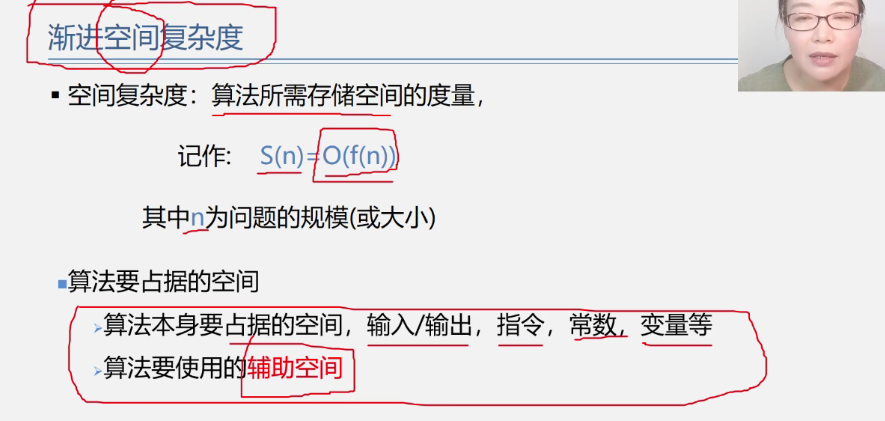 渐进空间复杂度
▪ 空间复杂度：算法所需存储空间的度量，
记作: S(n)=O(f(n))
其中n为问题的规模(或大小)
▪算法要占据的空间
➢算法本身要占据的空间，输入/输出，指令，常数，变量等
➢算法要使用的辅助空间